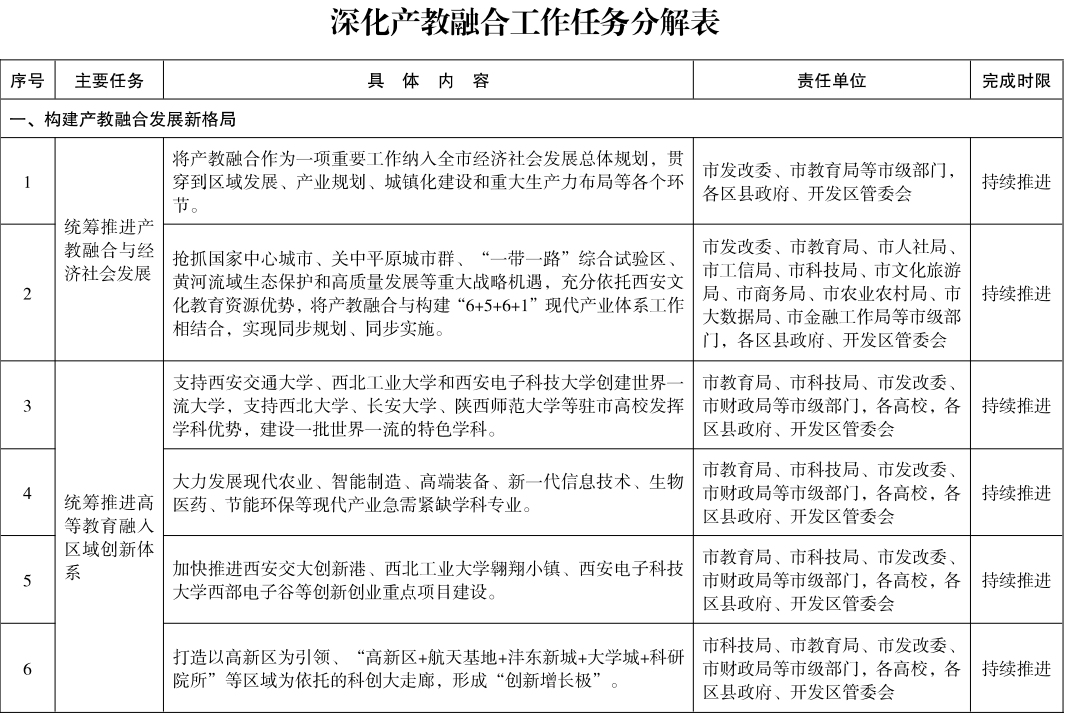 深化产教融合工作任务分解表
序号 主要任务 具 体 内 容 责任单位 完成时限
一、构建产教融合发展新格局
1
统筹推进产
教融合与经
济社会发展
将产教融合作为一项重要工作纳入全市经济社会发展总体规划，贯
穿到区域发展、产业规划、城镇化建设和重大生产力布局等各个环
节。
市发改委、市教育局等市级部门，
各区县政府、开发区管委会
持续推进
2
抢抓国家中心城市、关中平原城市群、“一带一路”综合试验区、
黄河流域生态保护和高质量发展等重大战略机遇，充分依托西安文
化教育资源优势，将产教融合与构建“6+5+6+1”现代产业体系工作
相结合，实现同步规划、同步实施。
市发改委、市教育局、市人社局、
市工信局、市科技局、市文化旅游
局、市商务局、市农业农村局、市
大数据局、市金融工作局等市级部
门，各区县政府、开发区管委会
持续推进
3
统筹推进高
等教育融入
区域创新体
系
支持西安交通大学、西北工业大学和西安电子科技大学创建世界一
流大学，支持西北大学、长安大学、陕西师范大学等驻市高校发挥
学科优势，建设一批世界一流的特色学科。
市教育局、市科技局、市发改委、
市财政局等市级部门，各高校，各
区县政府、开发区管委会
持续推进
4
大力发展现代农业、智能制造、高端装备、新一代信息技术、生物
医药、节能环保等现代产业急需紧缺学科专业。
市教育局、市科技局、市发改委、
市财政局等市级部门，各高校，各
区县政府、开发区管委会
持续推进
5
加快推进西安交大创新港、西北工业大学翱翔小镇、西安电子科技
大学西部电子谷等创新创业重点项目建设。
市教育局、市科技局、市发改委、
市财政局等市级部门，各高校，各
区县政府、开发区管委会
持续推进
6
打造以高新区为引领、“高新区+航天基地+沣东新城+大学城+科研
院所”等区域为依托的科创大走廊，形成“创新增长极”。
市科技局、市教育局、市发改委、
市财政局等市级部门，各高校，各
区县政府、开发区管委会
持续推进